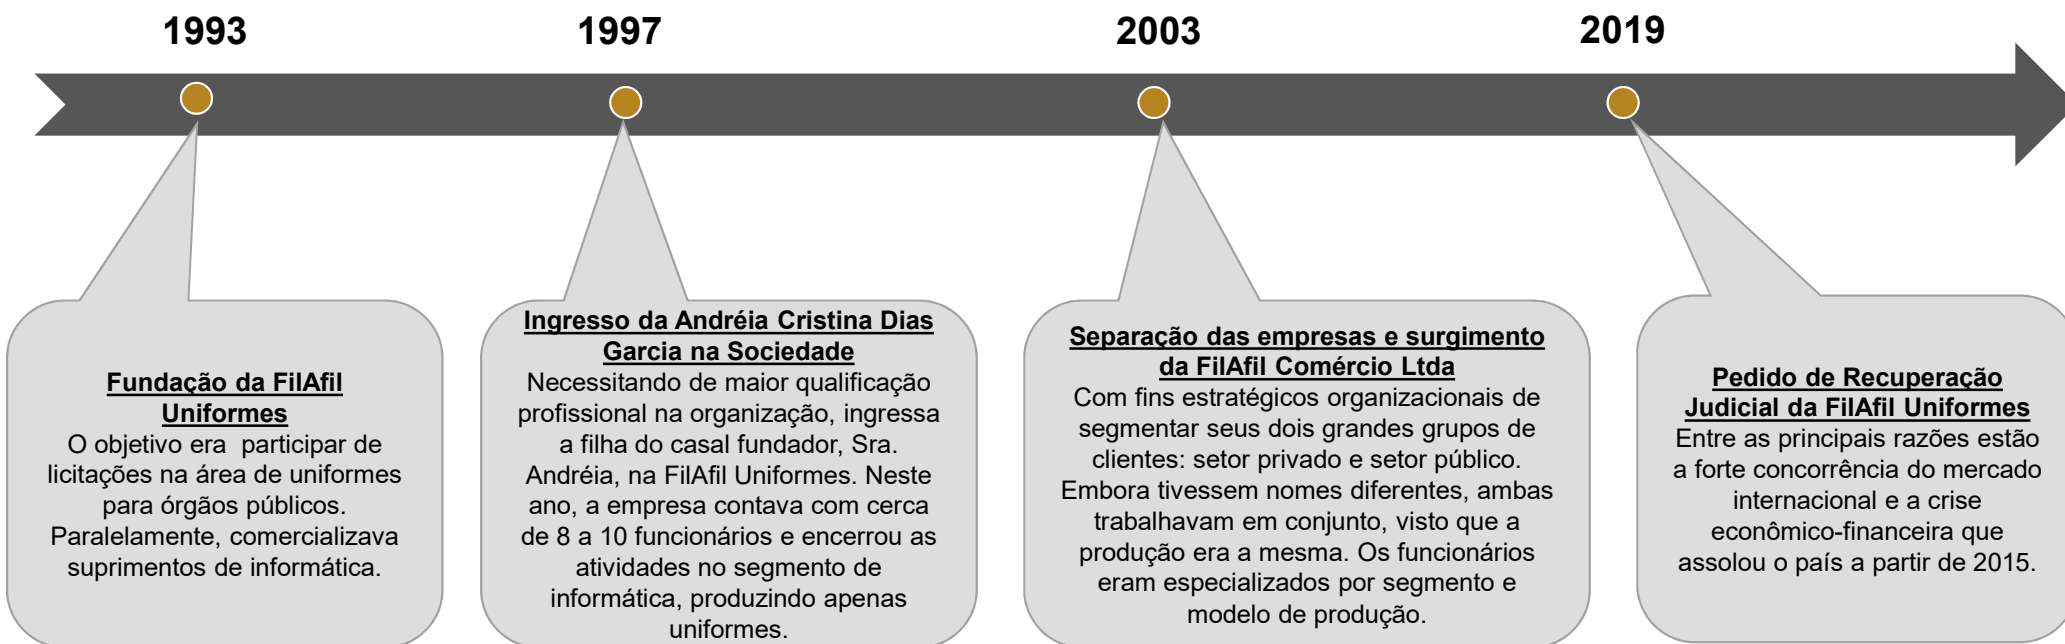 1993
1997
2003
2019
Fundação da FilAfil
Uniformes
O objetivo era participar de
licitações na área de uniformes
para órgãos públicos.
Paralelamente, comercializava
suprimentos de informática.
Ingresso da Andréia Cristina Dias
Garcia na Sociedade
Necessitando de maior qualificação
profissional na organização, ingressa
a filha do casal fundador, Sra.
Andréia, na FilAfil Uniformes. Neste
ano, a empresa contava com cerca
de 8 a 10 funcionários e encerrou as
atividades no segmento de
informática, produzindo apenas
uniformes.
Separação das empresas e surgimento
da FilAfil Comércio Ltda
Com fins estratégicos organizacionais de
segmentar seus dois grandes grupos de
clientes: setor privado e setor público.
Embora tivessem nomes diferentes, ambas
trabalhavam em conjunto, visto que a
produção era a mesma. Os funcionários
eram especializados por segmento e
modelo de produção.
Pedido de Recuperação
Judicial da FilAfil Uniformes
Entre as principais razões estão
a forte concorrência do mercado
internacional e a crise
econômico-financeira que
assolou o país a partir de 2015.